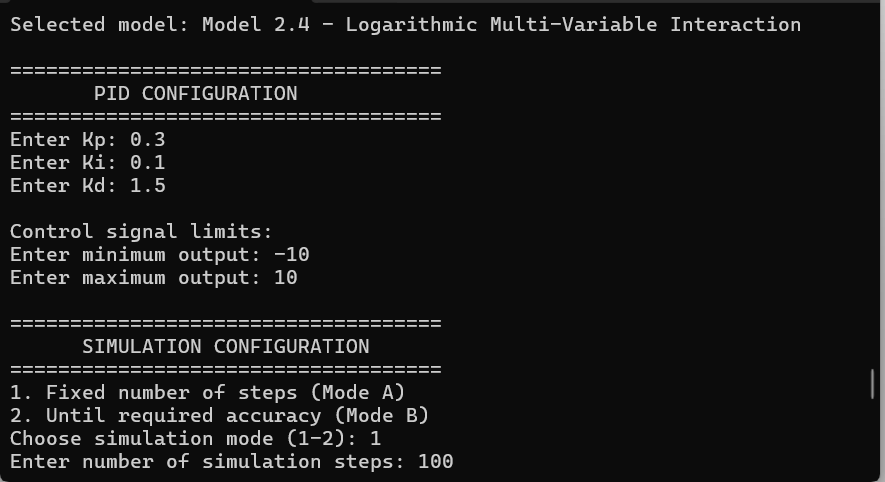 Selected model: Model 2.4 - Logarithmic Multi-Variable Interaction
====================================
PID CONFIGURATION
====================================
Enter Kp: 0.3
Enter Ki: 0.1
Enter Kd: 1.5
Control signal limits:
Enter minimum output: -10
Enter maximum output: 10
====================================
SIMULATION CONFIGURATION
====================================
1. Fixed number of steps (Mode A)
2. Until required accuracy (Mode B)
Choose simulation mode (1-2): 1
Enter number of simulation steps: 100